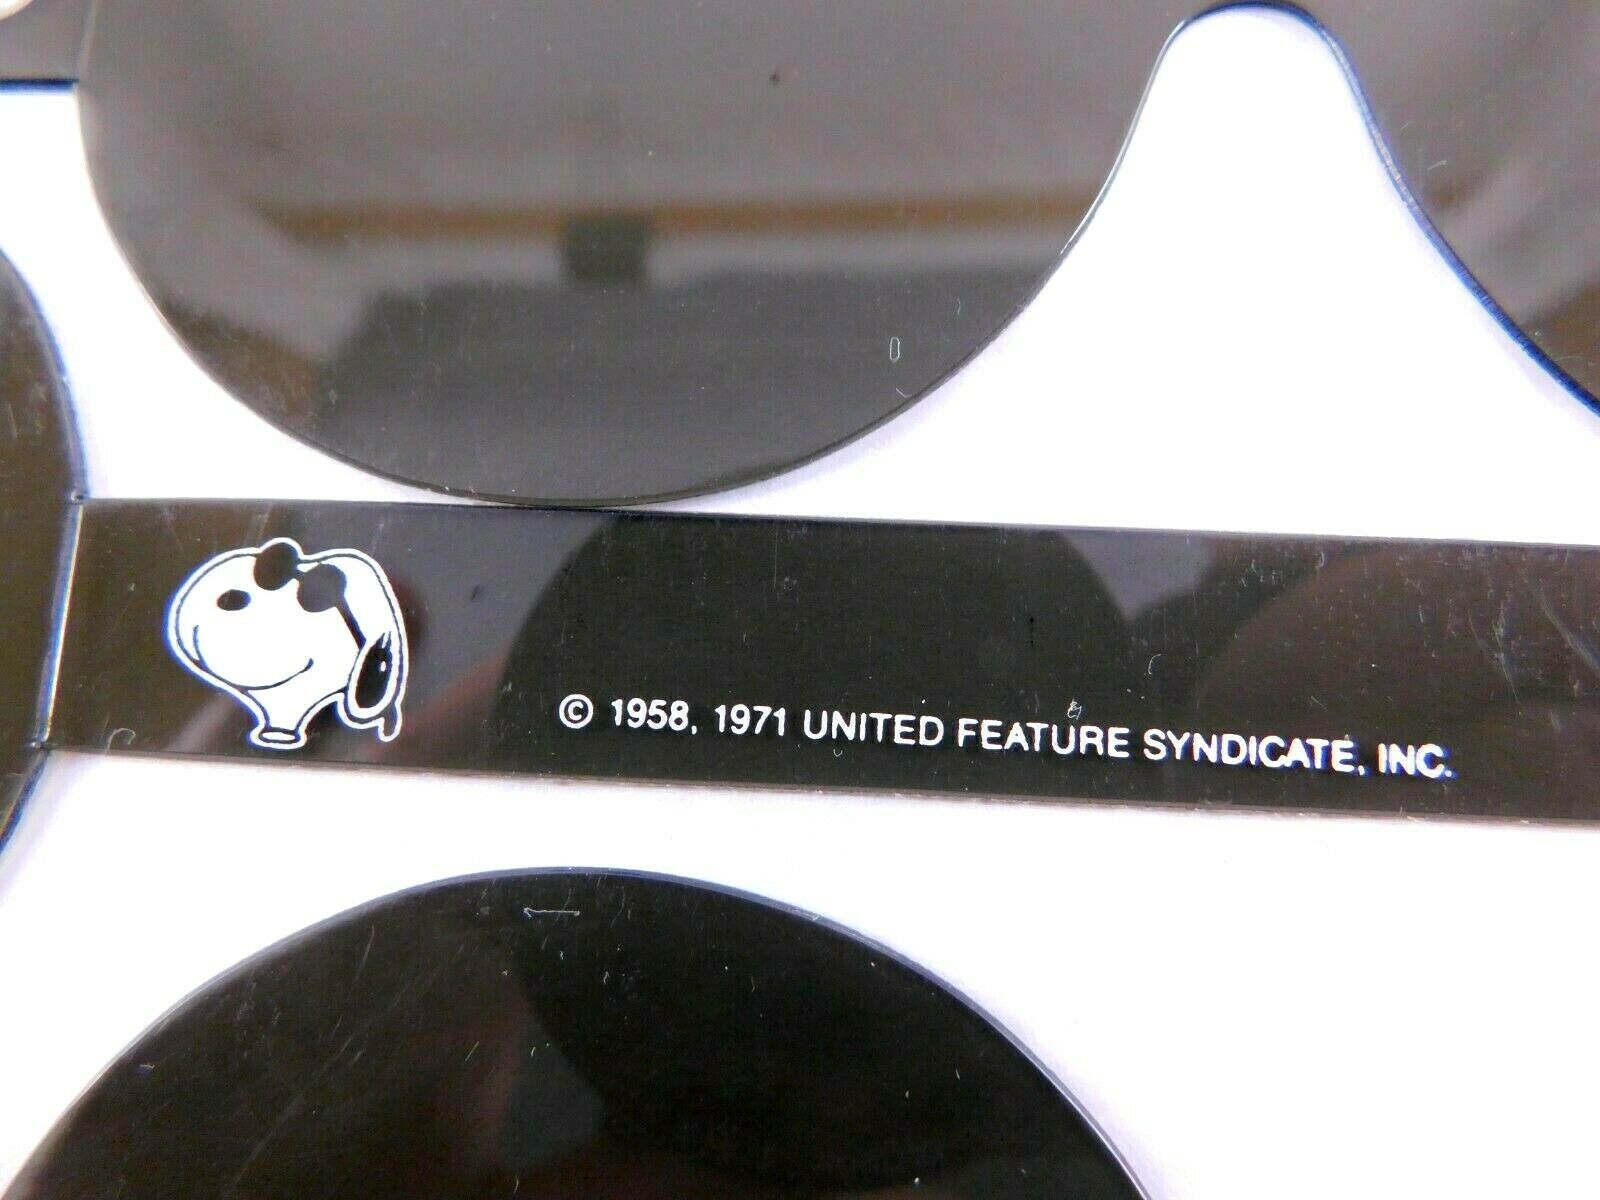 © 1958, 1971 UNITED FEATURE SYNDICATE, INC.